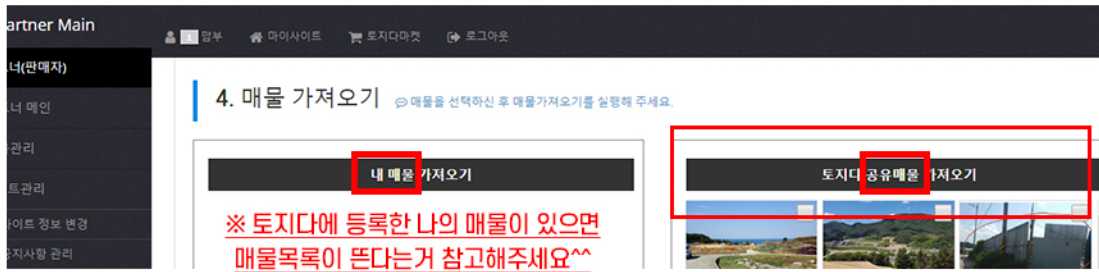 artner Main
1 맘부 마이사이트 토지다마켓 로그아웃
너(판매자)
너 메인
관리
트관리
사이트 정보 변경
공지사항 관리
4. 매물 가져오기 매물을 선택하신 후 매물가져오기를 실행해 주세요.
내 매물 가져오기
※ 토지다에 등록한 나의 매물이 있으면
매물목록이 뜬다는거 참고해주세요^^
토지다 공유매물 가져오기